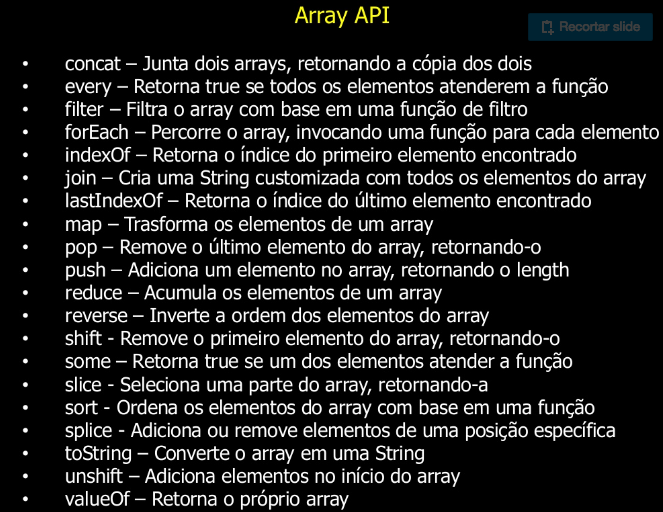 Array API
Recortar slide
• concat – Junta dois arrays, retornando a cópia dos dois
• every – Retorna true se todos os elementos atenderem a função
• filter – Filtra o array com base em uma função de filtro
• forEach – Percorre o array, invocando uma função para cada elemento
• indexOf – Retorna o índice do primeiro elemento encontrado
• join – Cria uma String customizada com todos os elementos do array
• lastIndexOf – Retorna o índice do último elemento encontrado
• map – Trasforma os elementos de um array
• pop – Remove o último elemento do array, retornando-o
• push – Adiciona um elemento no array, retornando o length
• reduce – Acumula os elementos de um array
• reverse – Inverte a ordem dos elementos do array
• shift - Remove o primeiro elemento do array, retornando-o
• some – Retorna true se um dos elementos atender a função
• slice - Seleciona uma parte do array, retornando-a
• sort - Ordena os elementos do array com base em uma função
• splice - Adiciona ou remove elementos de uma posição específica
• toString – Converte o array em uma String
• unshift – Adiciona elementos no início do array
• valueOf – Retorna o próprio array